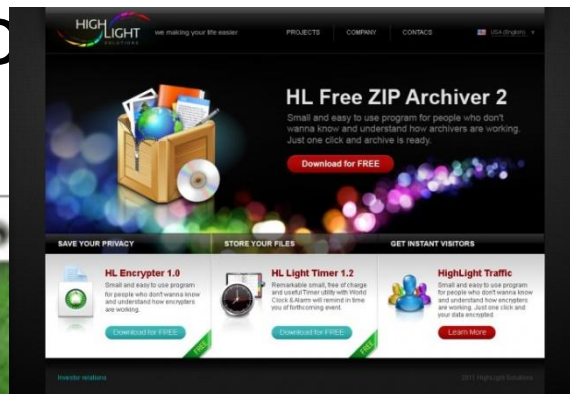 HIGH
LIGHT
SOLUTIONS
we making your life easier
PROJECTS
COMPANY
CONTACS
USA (English)
HL Free ZIP Archiver 2
Small and easy to use program for people who don't
wanna know and understand how archivers are working.
Just one click and archive is ready.
Download for FREE
SAVE YOUR PRIVACY
STORE YOUR FILES
GET INSTANT VISITORS
HL Encrypter 1.0
Small and easy to use program
for people who don't wanna know
and understand how encrypters
are working.
Download for FREE
FREE
HL Light Timer 1.2
Remarkable small, free of charge
and useful Timer utility with World
Clock & Alarm will remind in time
you of forthcoming event.
Download for FREE
FREE
HighLight Traffic
Small and easy to use program
for people who don't wanna know
and understand how encrypters
are working. Just one click and
your data encrypted.
Learn More
Investor relations
2011 HighLight Solutions